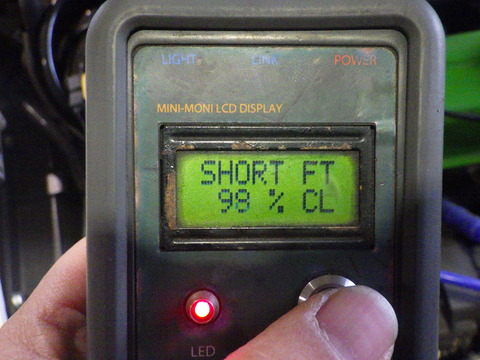 LIGHT LINK POWER
MINI-MONI LCD DISPLAY
SHORT FT
98 % CL
LED